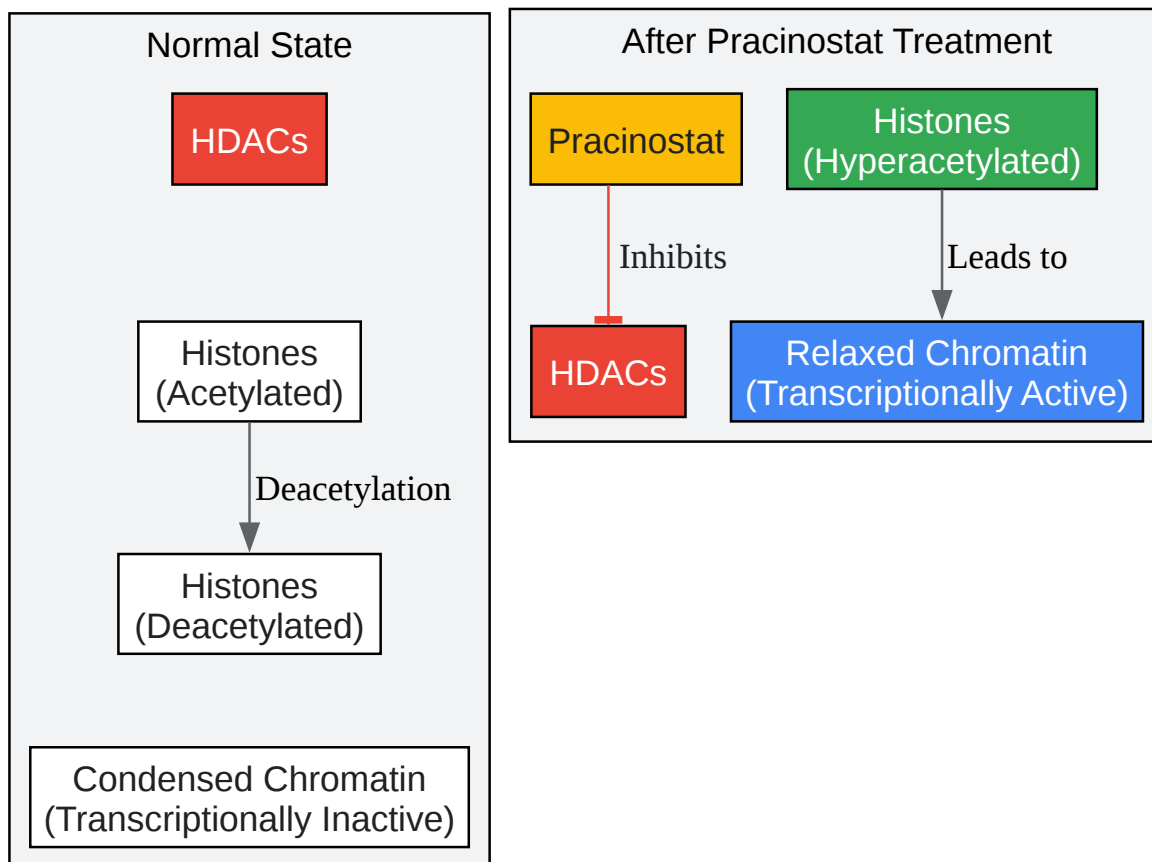 Normal State
HDACs
Histones
(Acetylated)
Deacetylation
Histones
(Deacetylated)
Condensed Chromatin
(Transcriptionally Inactive)
After Pracinostat Treatment
Pracinostat
Histones
(Hyperacetylated)
Inhibits
Leads to
HDACs
Relaxed Chromatin
(Transcriptionally Active)